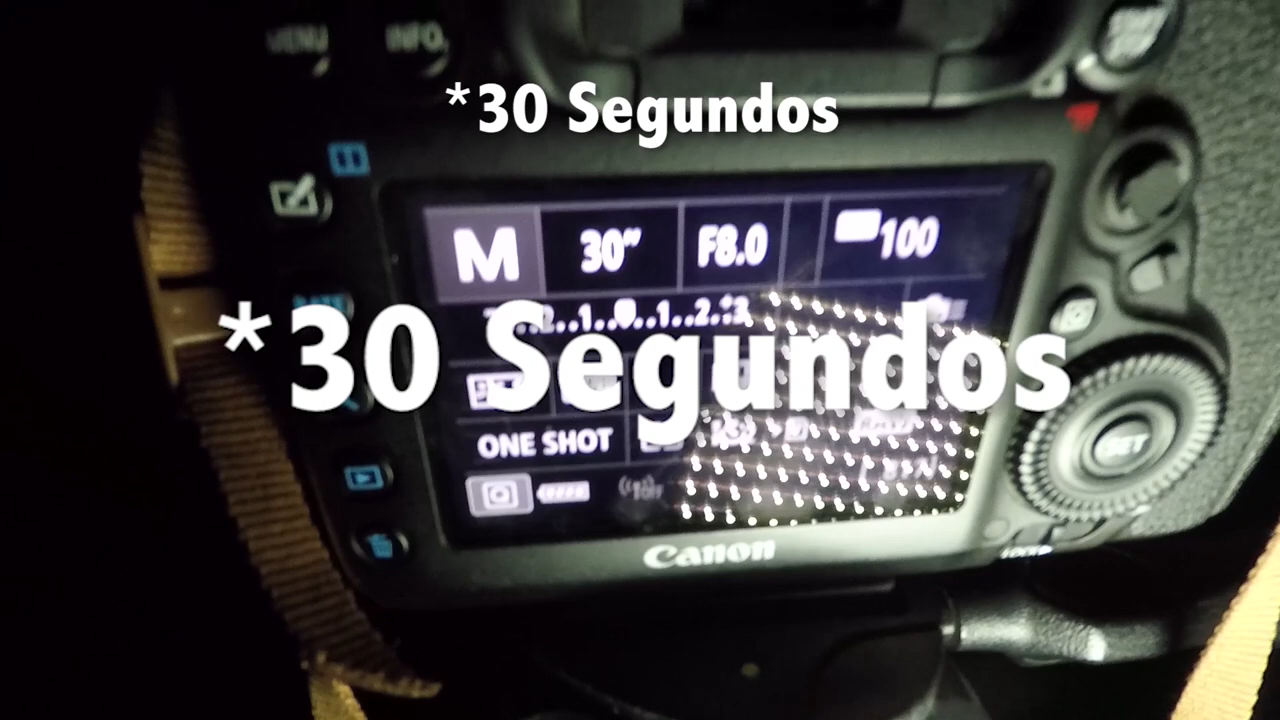 MENU INFO
*30 Segundos
M 30" F8.0 100
*30 Segundos
ONE SHOT
Canon
SET